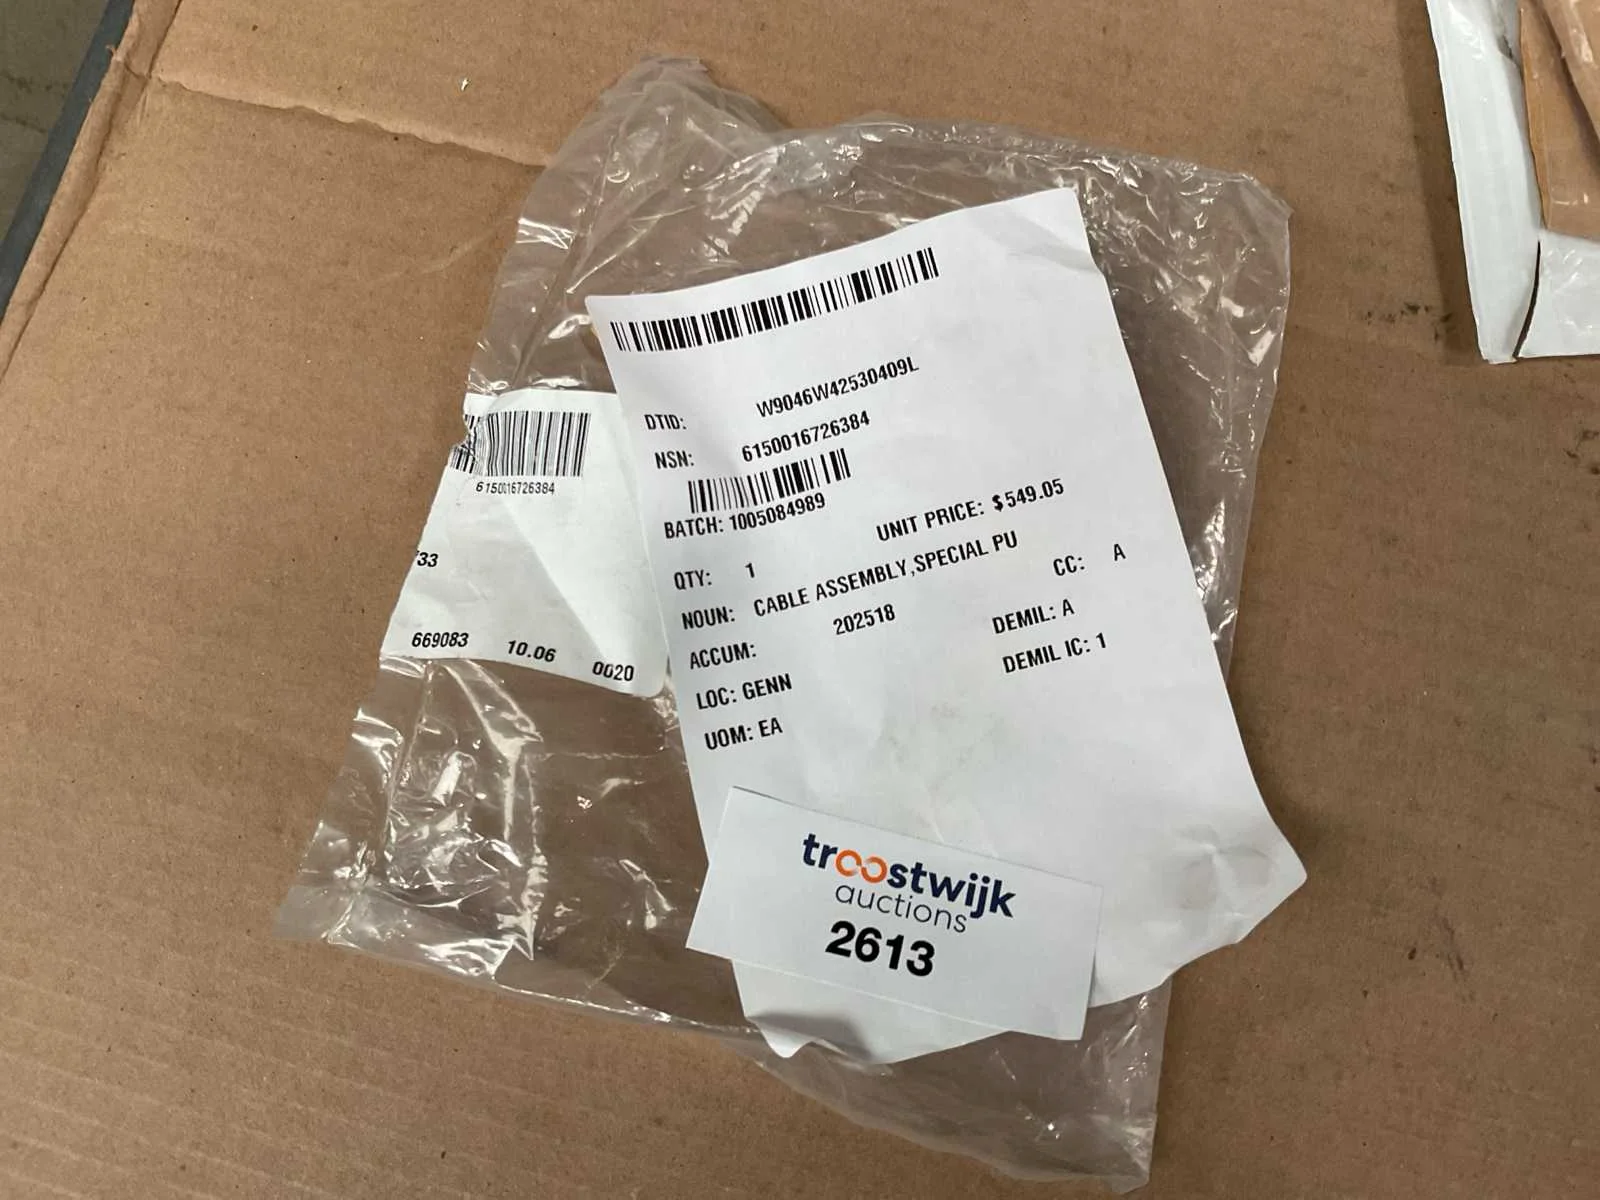 DTID: W9046W42530409L
NSN: 6150016726384
BATCH: 1005084989
QTY: 1 UNIT PRICE: $549.05
NOUN: CABLE ASSEMBLY,SPECIAL PU
ACCUM: 202518 CC: A
LOC: GENN DEMIL: A
UOM: EA DEMIL IC: 1
6150016726384
733
669083 10.06 0020
troostwijk
auctions
2613